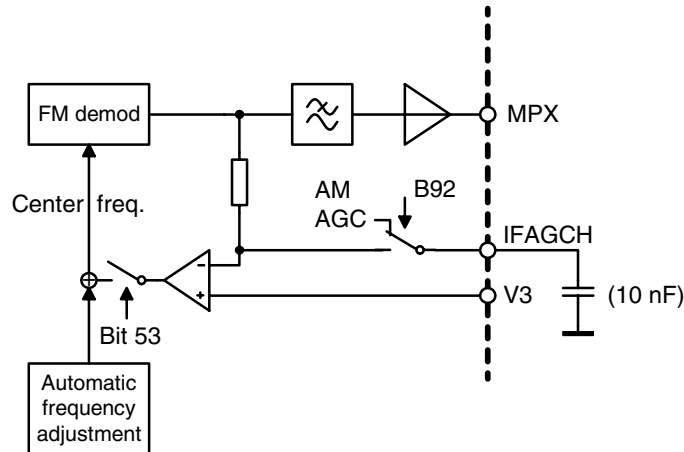 FM demod
MPX
Center freq.
AM
AGC
B92
IFAGCH
-
+
V3
(10 nF)
Bit 53
Automatic
frequency
adjustment